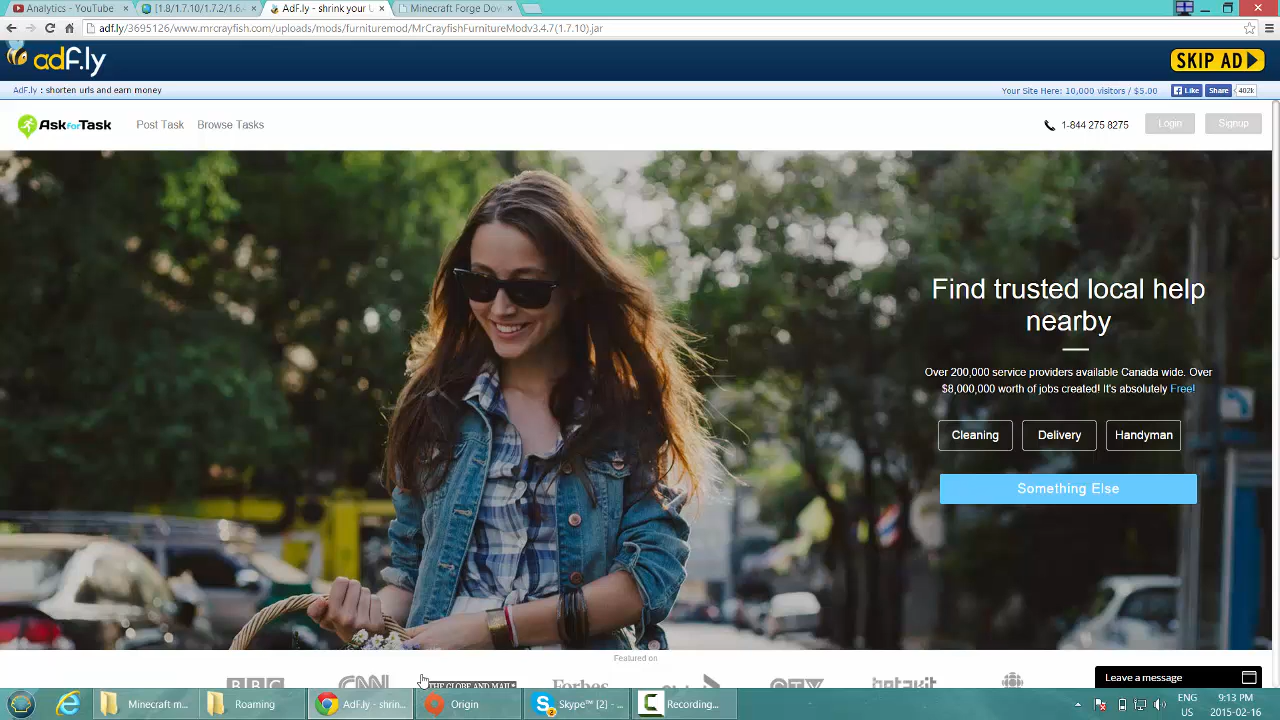 Analytics - YouTube
[1.8/1.7.10/1.7.2/1.6.
AdF.ly - shrink your U
Minecraft Forge Dov
adf.ly/3695126/www.mrcrayfish.com/uploads/mods/furnituremod/MrCrayfishFurnitureModv3.4.7(1.7.10).jar
adf.ly
SKIP AD
AdF.ly : shorten urls and earn money
Your Site Here: 10,000 visitors / $5.00
Like
Share
402k
AskforTask
Post Task
Browse Tasks
1-844 275 8275
Login
Signup
Find trusted local help
nearby
Over 200,000 service providers available Canada wide. Over
$8,000,000 worth of jobs created! It's absolutely Free!
Cleaning
Delivery
Handyman
Something Else
Featured on
BBC
CNN
THE GLOBE AND MAIL*
Forbes
CTV
betakit
Leave a message
Minecraft m...
Roaming
AdF.ly - shrin...
Origin
Skype™ [2] - ...
Recording...
ENG
US
9:13 PM
2015-02-16